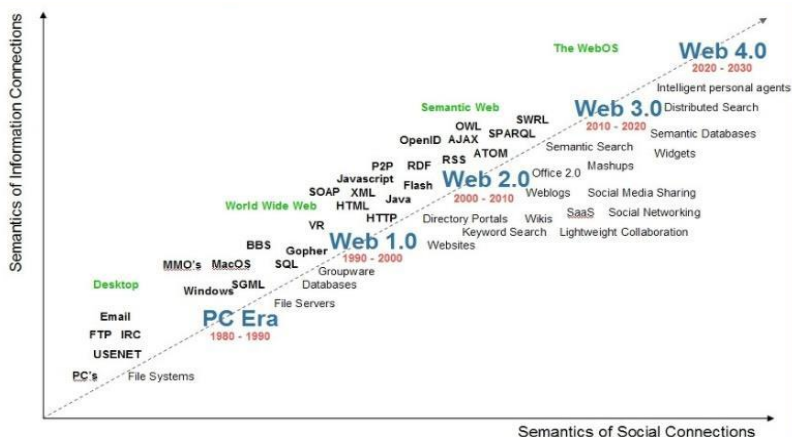 Semantics of Information Connections
The WebOS
Web 4.0
2020 - 2030
Intelligent personal agents
Semantic Web
Web 3.0
2010 - 2020
Distributed Search
SWRL
OWL
SPARQL
OpenID
AJAX
Semantic Databases
Semantic Search
ATOM
Widgets
P2P
RDF
RSS
Mashups
Javascript
Flash
Web 2.0
2000 - 2010
Office 2.0
SOAP
XML
Java
Weblogs
Social Media Sharing
World Wide Web
HTML
HTTP
Directory Portals
Wikis
SaaS
Social Networking
VR
Keyword Search
Lightweight Collaboration
BBS
Gopher
Web 1.0
1990 - 2000
Websites
MMO's
MacOS
SQL
Groupware
Desktop
Windows
SGML
Databases
File Servers
Email
PC Era
1980 - 1990
FTP
IRC
USENET
PC's
File Systems
Semantics of Social Connections